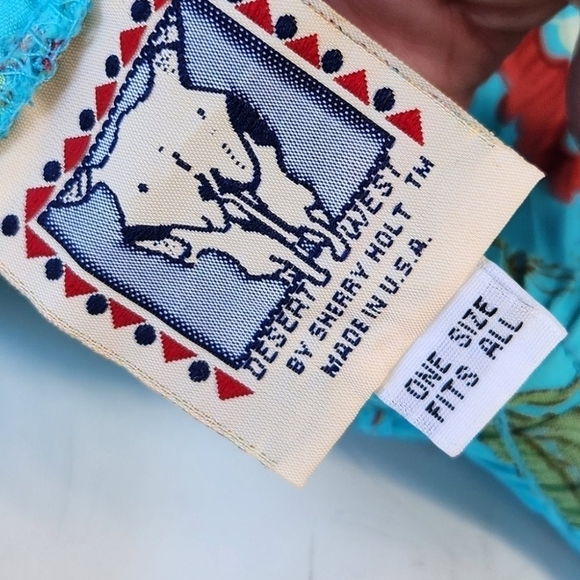 DESERT WEST
BY SHERRY HOLT TM
MADE IN U.S.A.
ONE SIZE
FITS ALL